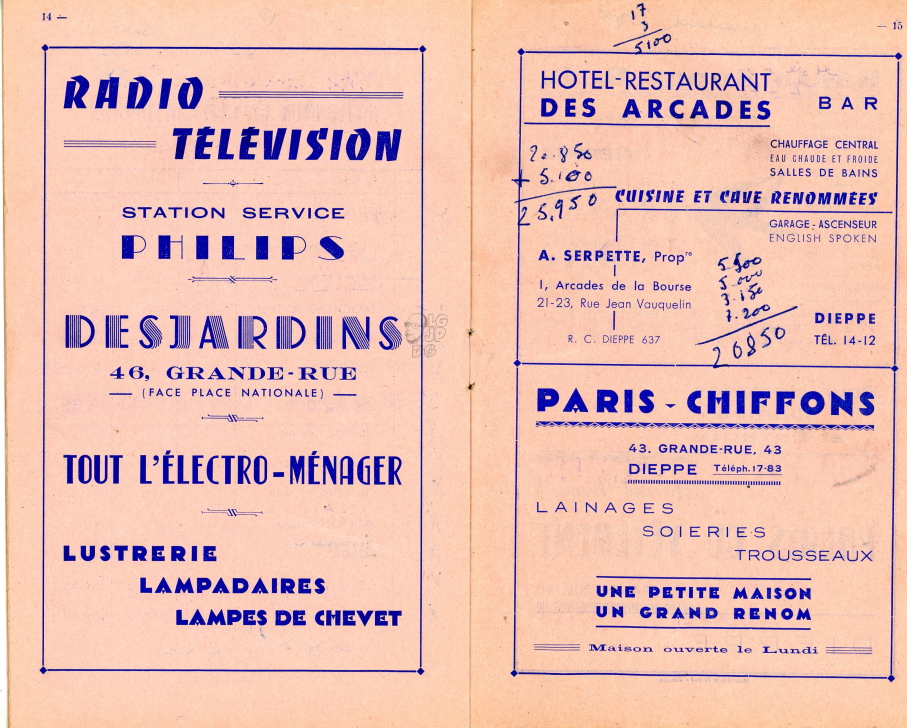 14 —
RADIO
TÉLÉVISION
STATION SERVICE
PHILIPS
DESJARDINS
46, GRANDE-RUE
(FACE PLACE NATIONALE)
TOUT L'ÉLECTRO-MÉNAGER
LUSTRERIE
LAMPADAIRES
LAMPES DE CHEVET
— 15
17
3
5100
HOTEL-RESTAURANT
DES ARCADES
BAR
CHAUFFAGE CENTRAL
EAU CHAUDE ET FROIDE
SALLES DE BAINS
20.850
+ 5.100
25,950
CUISINE ET CAVE RENOMMÉES
GARAGE - ASCENSEUR
ENGLISH SPOKEN
A. SERPETTE, Propre
1, Arcades de la Bourse
21-23, Rue Jean Vauquelin
R. C. DIEPPE 637
5.500
5.000
3.150
7.200
20850
DIEPPE
TÉL. 14-12
PARIS - CHIFFONS
43, GRANDE-RUE, 43
DIEPPE Téléph. 17-83
LAINAGES
SOIERIES
TROUSSEAUX
UNE PETITE MAISON
UN GRAND RENOM
Maison ouverte le Lundi